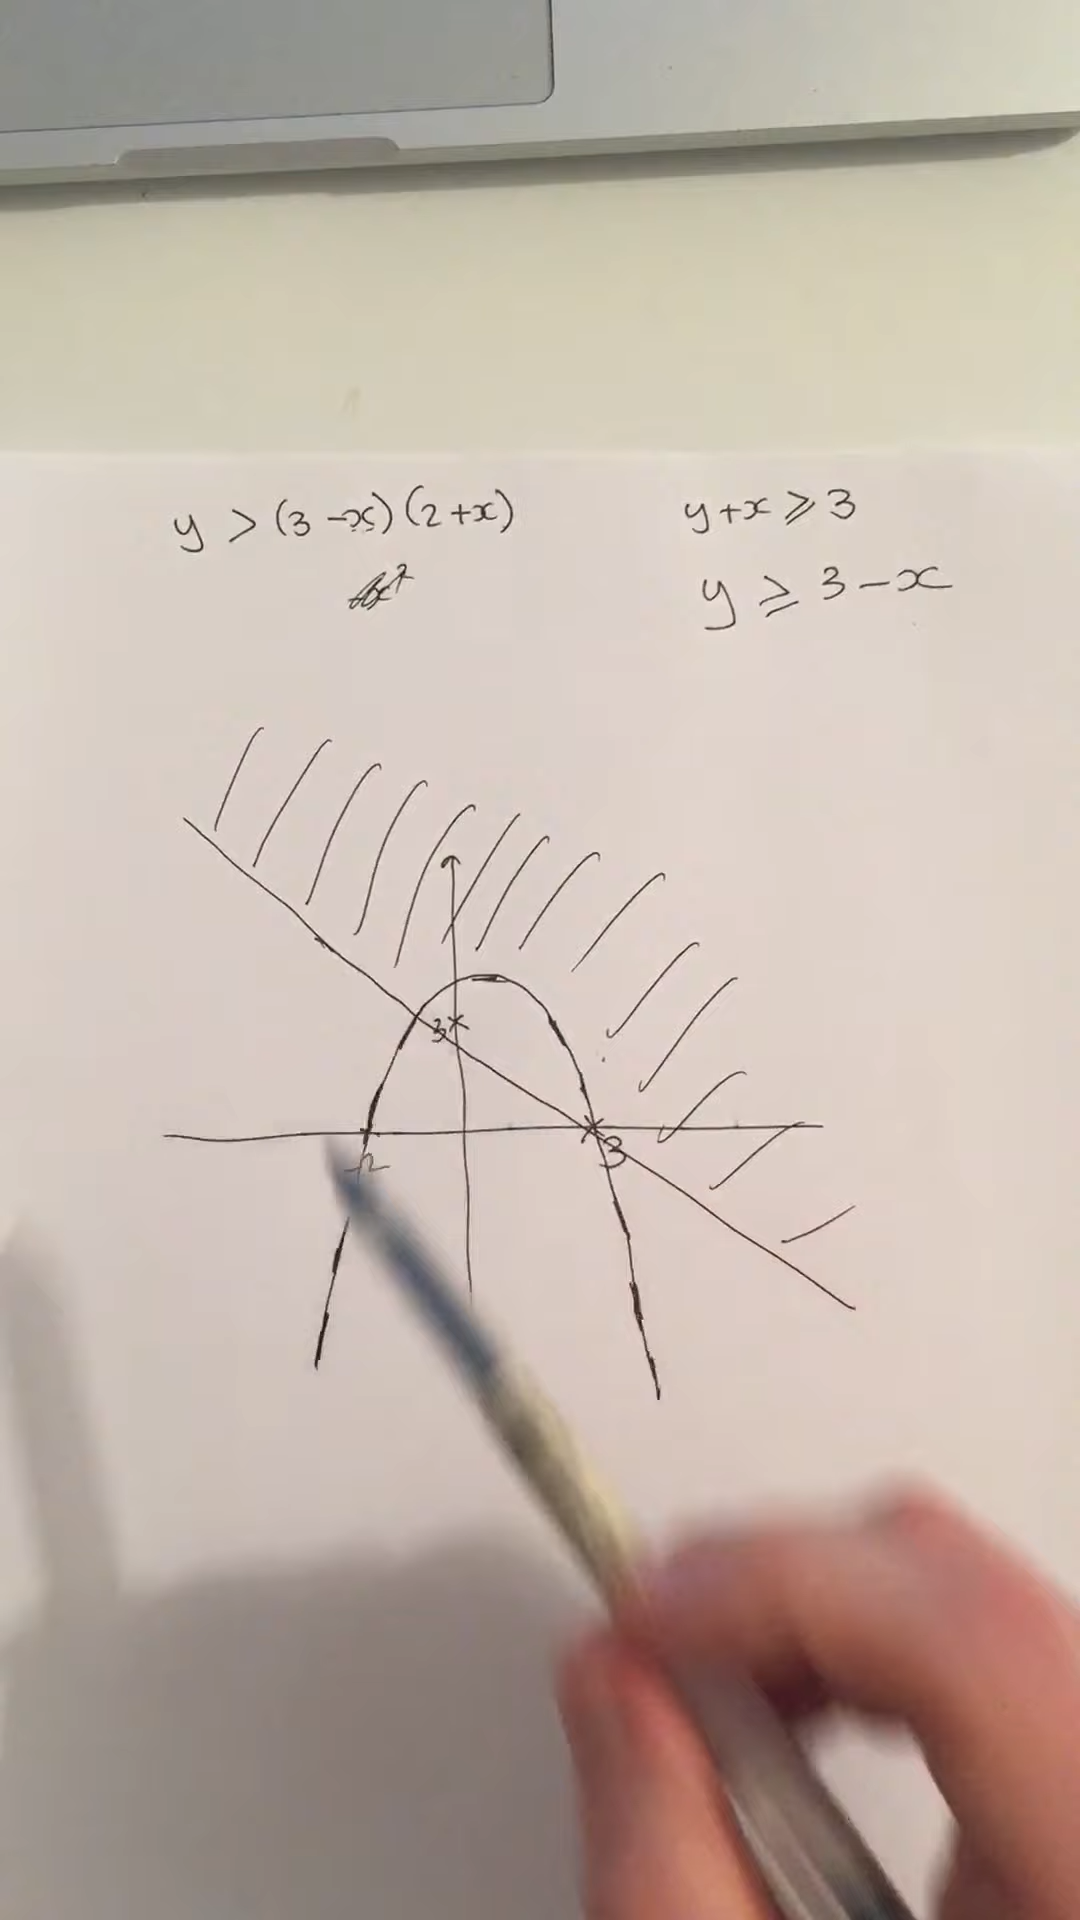 y > (3 -x)(2 +x)
y+x ⩾ 3
y ⩾ 3-x
3
-2
3